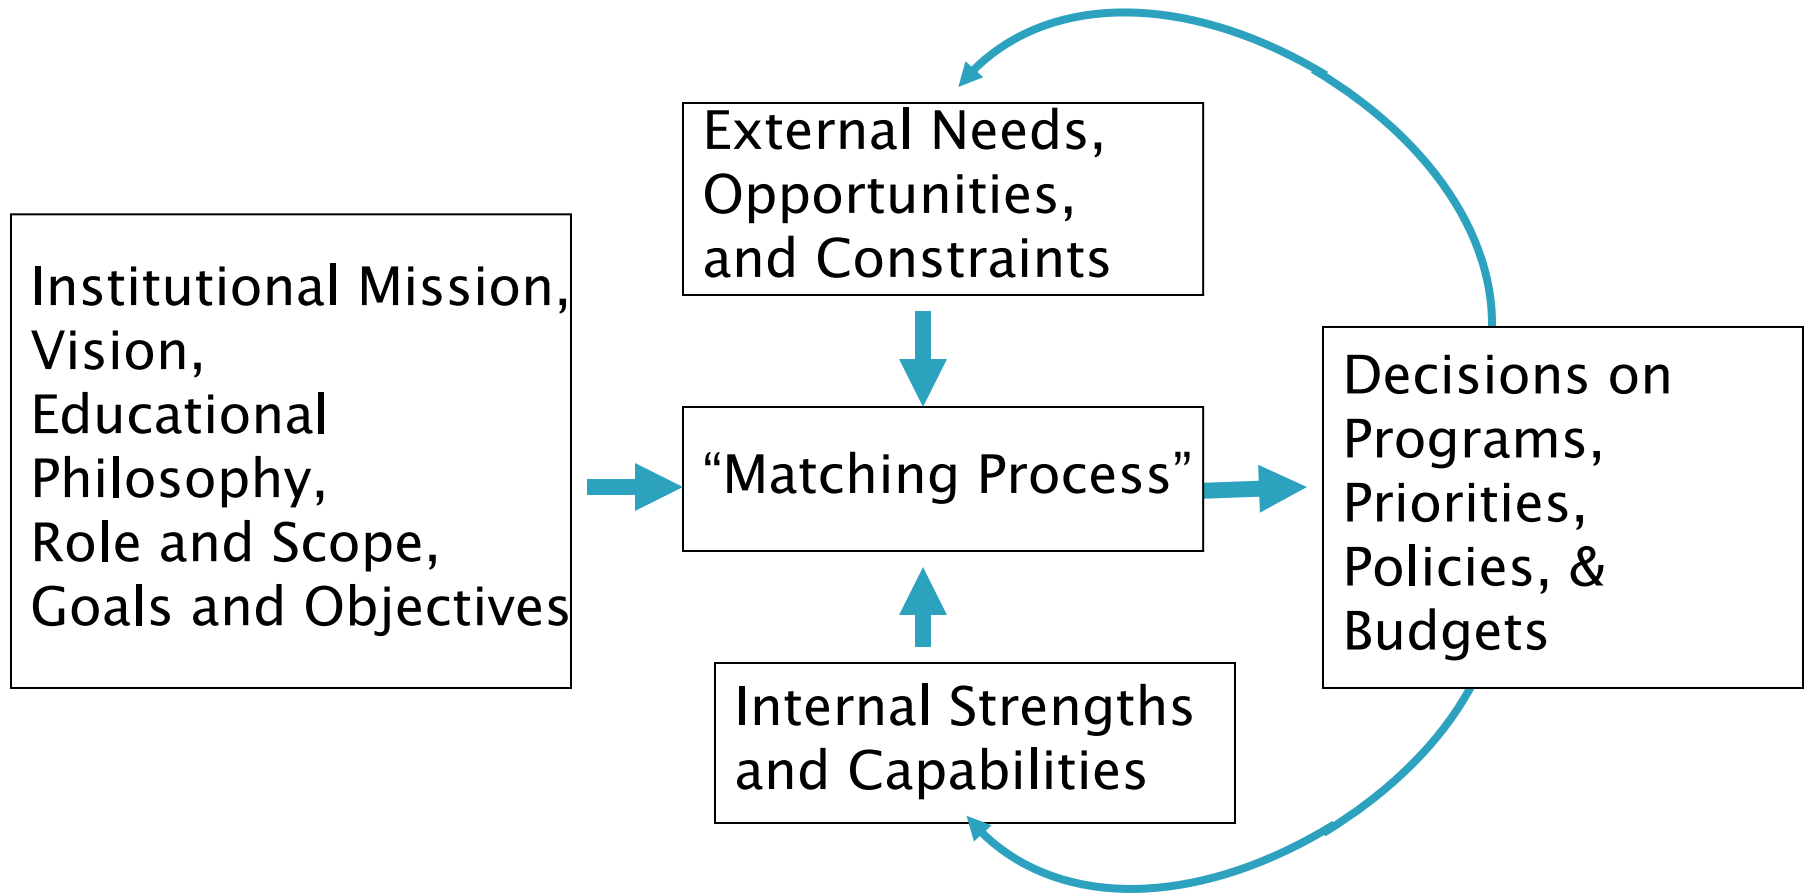 Institutional Mission,
Vision,
Educational
Philosophy,
Role and Scope,
Goals and Objectives
External Needs,
Opportunities,
and Constraints
“Matching Process”
Internal Strengths
and Capabilities
Decisions on
Programs,
Priorities,
Policies, &
Budgets